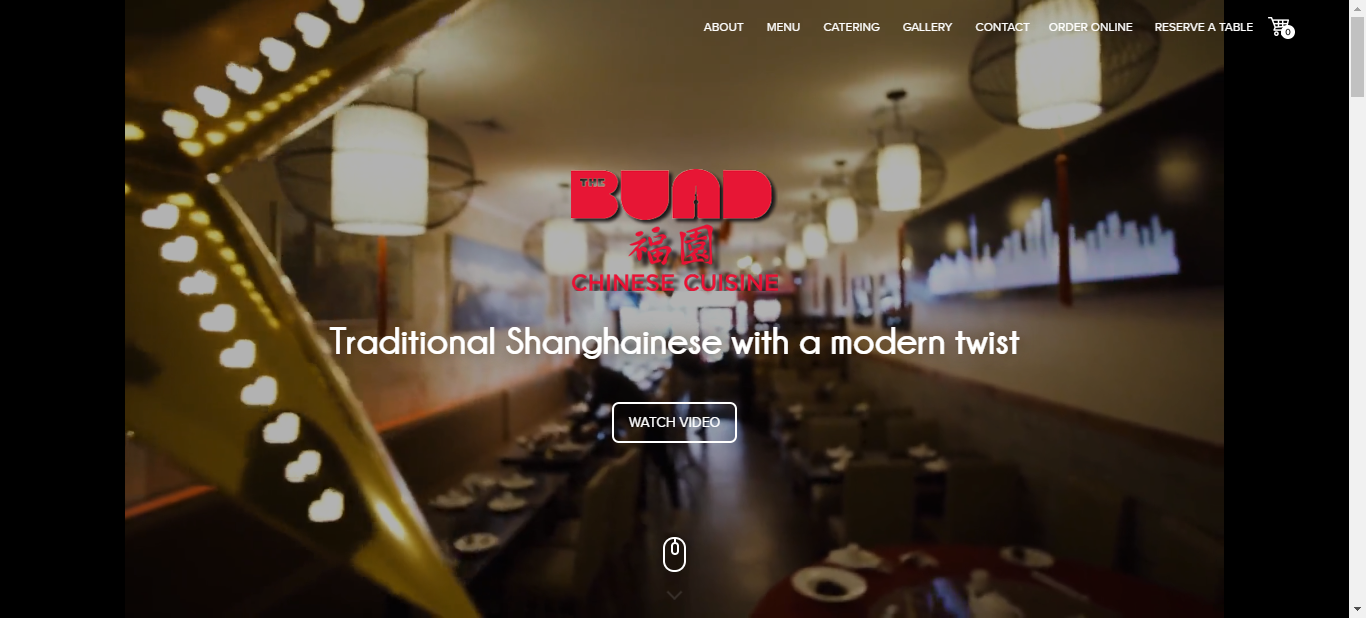 ABOUT MENU CATERING GALLERY CONTACT ORDER ONLINE RESERVE A TABLE 0
THE
BUND
福園
CHINESE CUISINE
Traditional Shanghainese with a modern twist
WATCH VIDEO